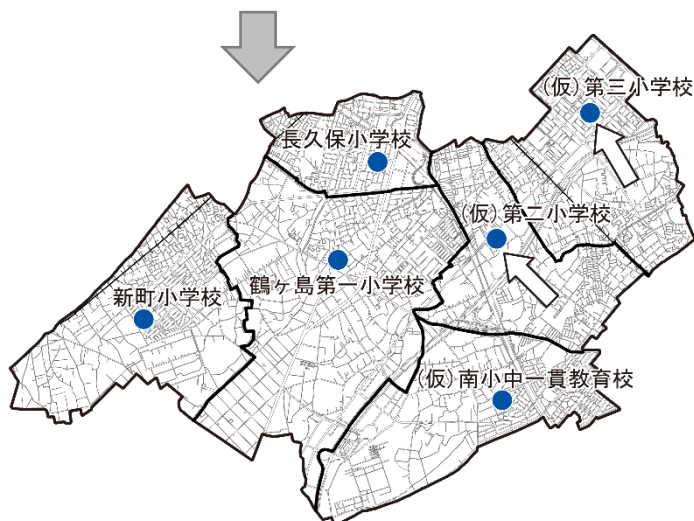 (仮)第三小学校
長久保小学校
(仮)第二小学校
鶴ヶ島第一小学校
新町小学校
(仮)南小中一貫教育校